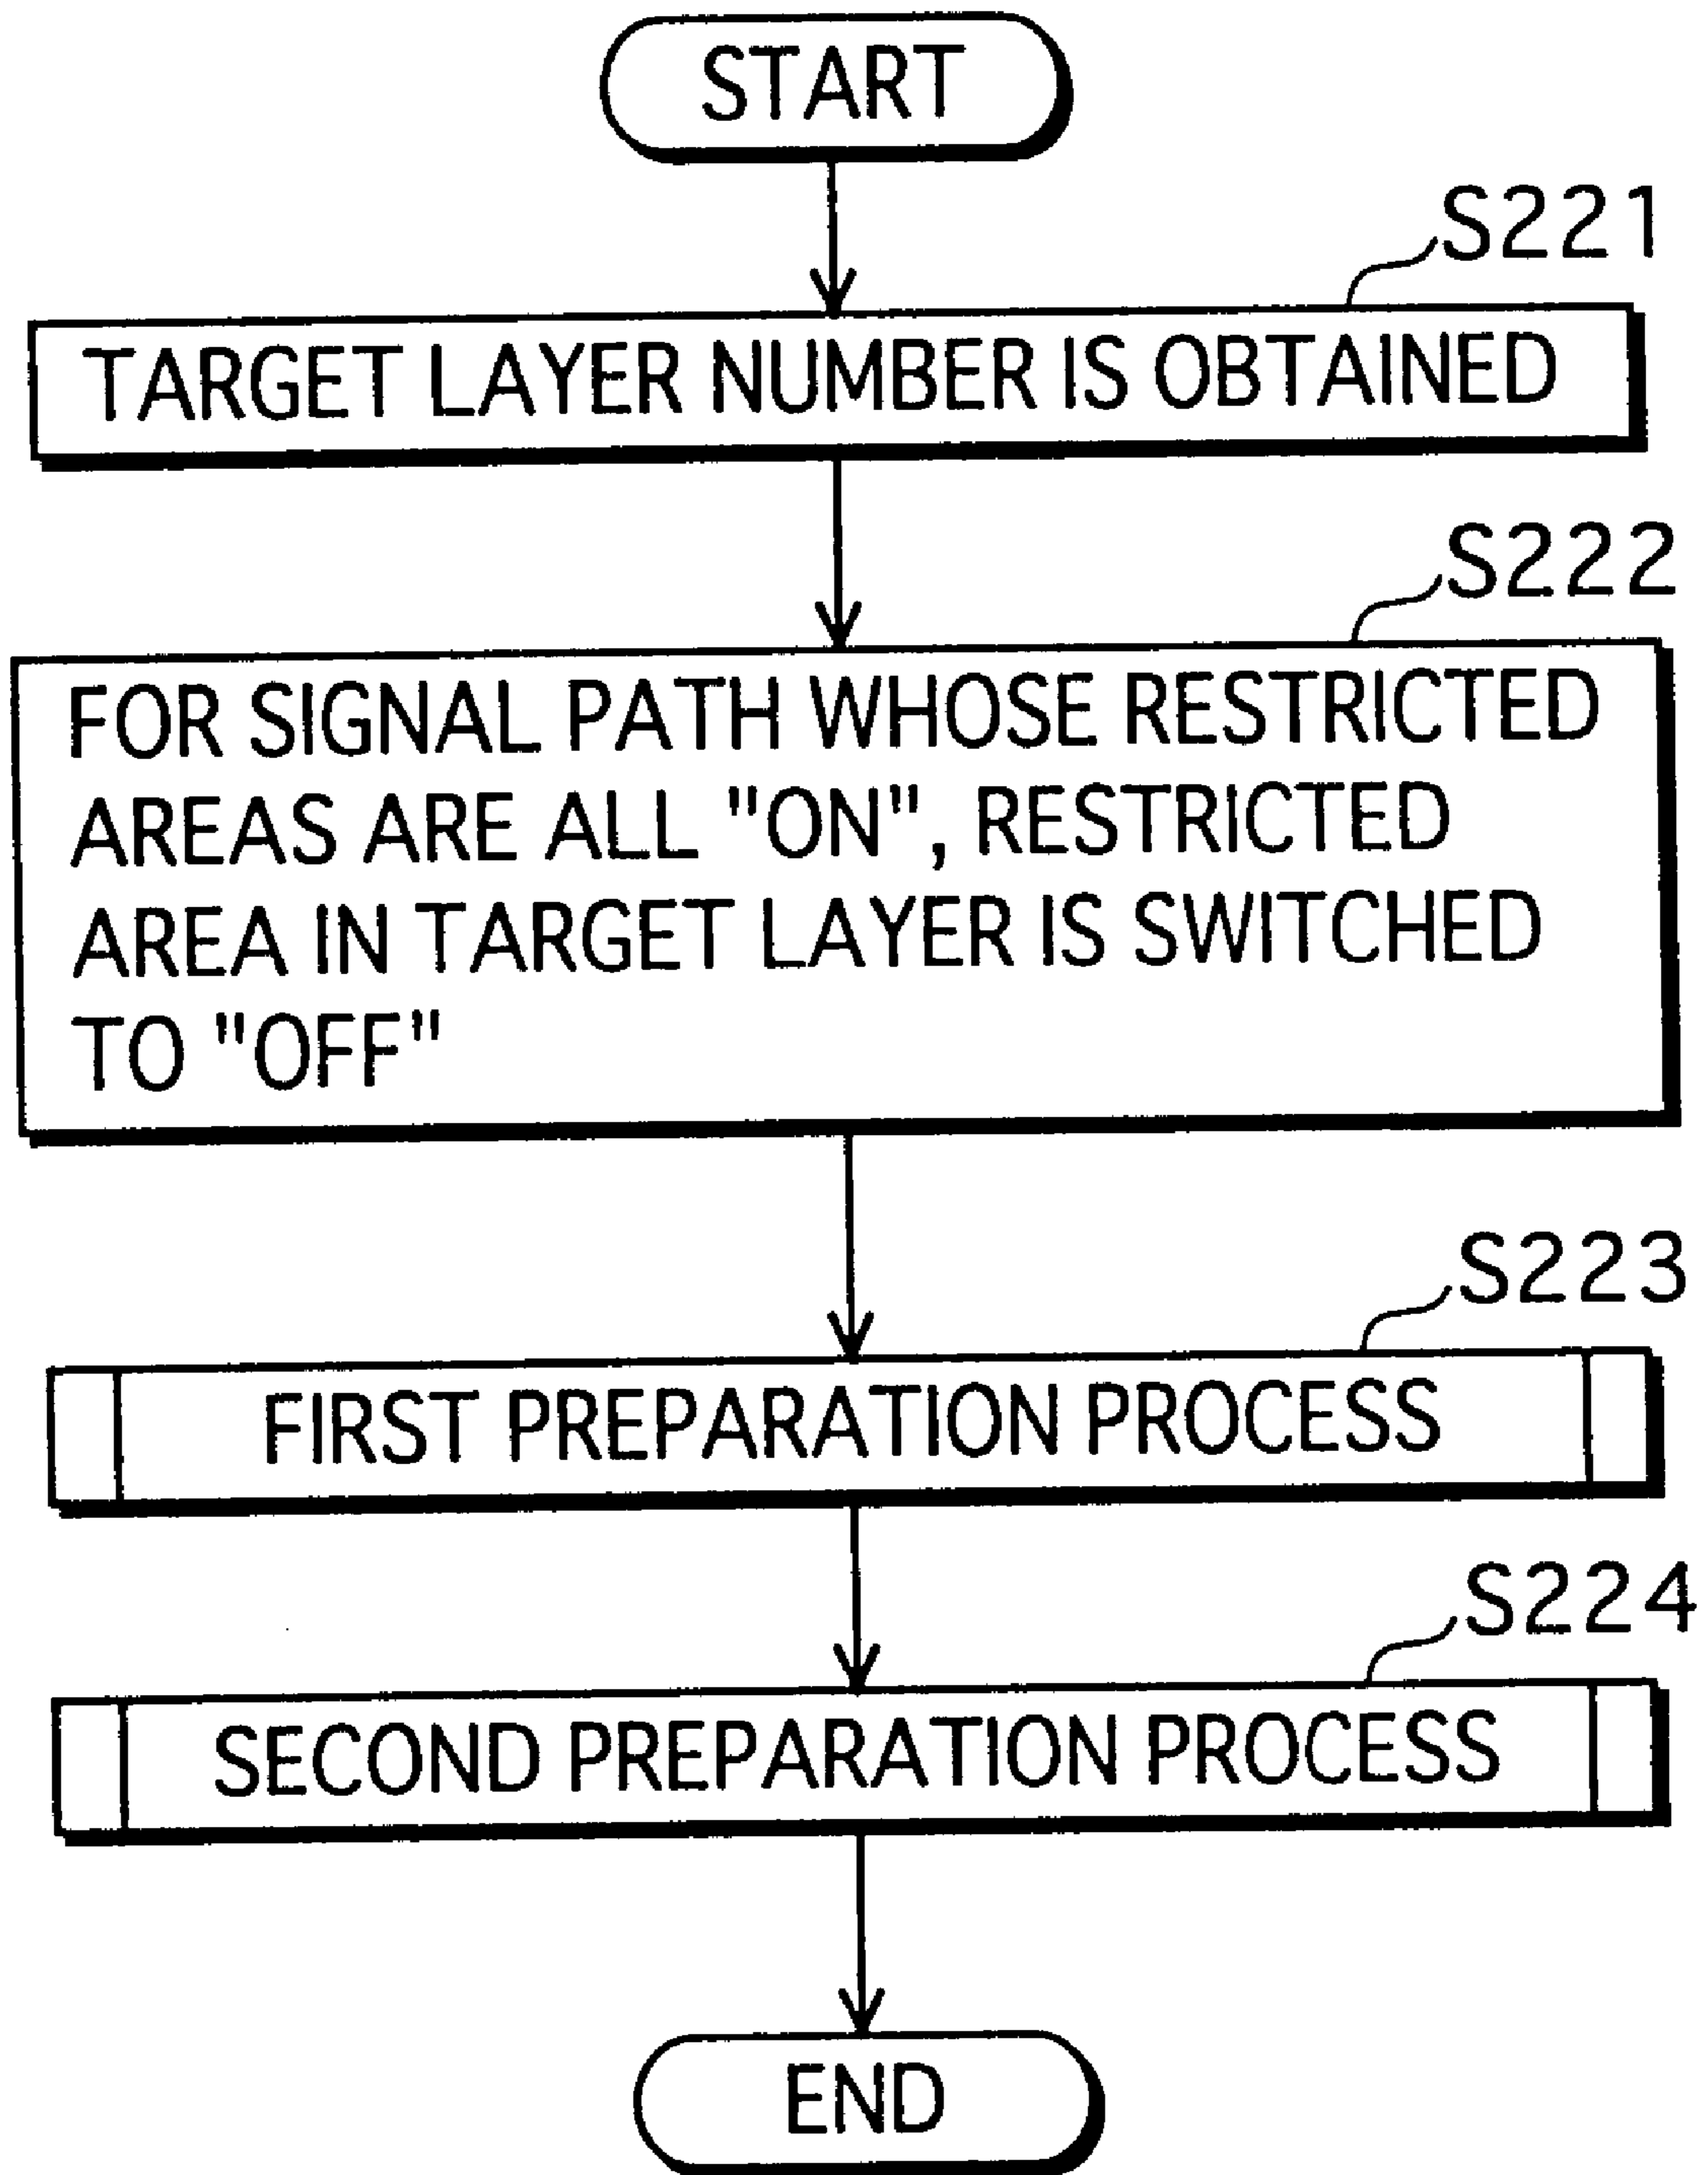 START
S221
TARGET LAYER NUMBER IS OBTAINED
S222
FOR SIGNAL PATH WHOSE RESTRICTED
AREAS ARE ALL "ON", RESTRICTED
AREA IN TARGET LAYER IS SWITCHED
TO "OFF"
S223
FIRST PREPARATION PROCESS
S224
SECOND PREPARATION PROCESS
END